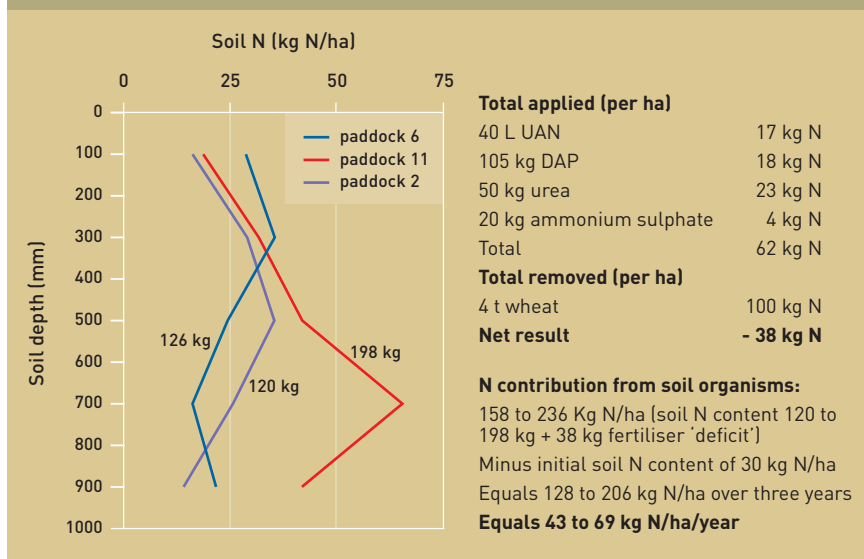 Soil N (kg N/ha)
0 25 50 75
Soil depth (mm)
0
100
200
300
400
500
600
700
800
900
1000
paddock 6
paddock 11
paddock 2
126 kg
198 kg
120 kg
Total applied (per ha)
40 L UAN 17 kg N
105 kg DAP 18 kg N
50 kg urea 23 kg N
20 kg ammonium sulphate 4 kg N
Total 62 kg N
Total removed (per ha)
4 t wheat 100 kg N
Net result - 38 kg N
N contribution from soil organisms:
158 to 236 Kg N/ha (soil N content 120 to
198 kg + 38 kg fertiliser ‘deficit’)
Minus initial soil N content of 30 kg N/ha
Equals 128 to 206 kg N/ha over three years
Equals 43 to 69 kg N/ha/year